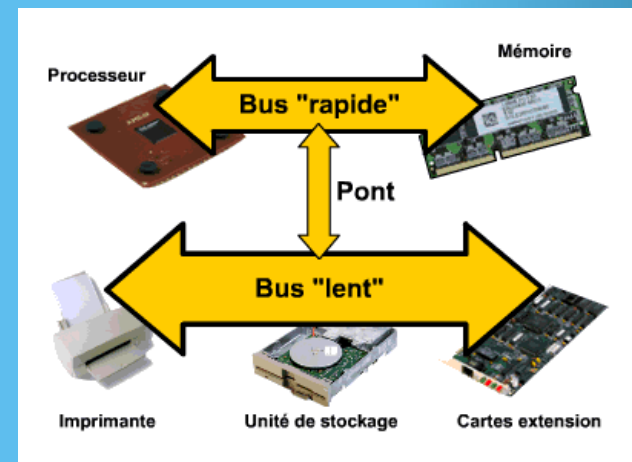 Mémoire
Processeur
Bus "rapide"
Pont
Bus "lent"
Imprimante
Unité de stockage
Cartes extension